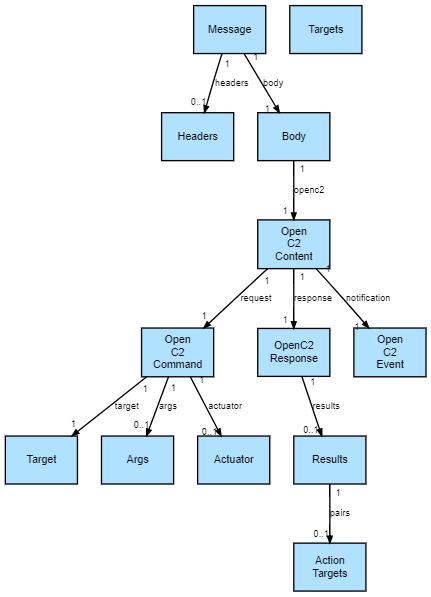 Message
Targets
1
1
headers
body
0..1
1
Headers
Body
1
openc2
1
Open
C2
Content
1
1
1
request
response
notification
1
1
1
Open
C2
Command
OpenC2
Response
Open
C2
Event
1
1
1
1
target
args
actuator
results
1
0..1
0..1
0..1
Target
Args
Actuator
Results
1
pairs
0..1
Action
Targets